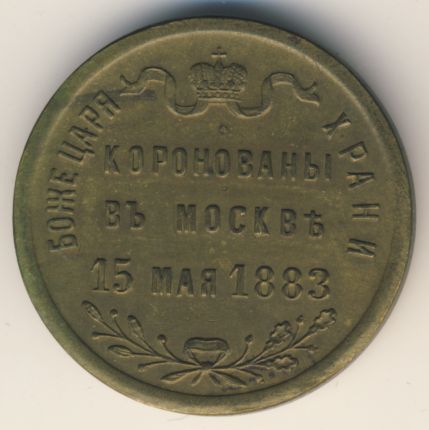 БОЖЕ ЦАРЯ ХРАНИ
КОРОНОВАНЫ
ВЪ МОСКВѢ
15 МАЯ 1883